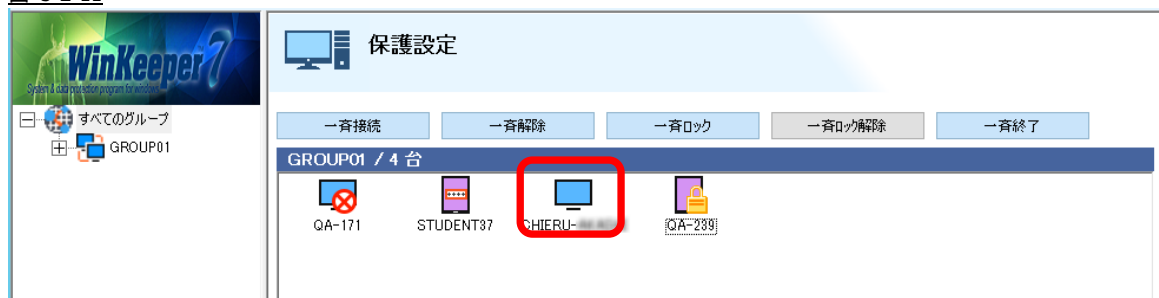 WinKeeper 7
System & data protection program for windows
すべてのグループ
GROUP01
保護設定
一斉接続
一斉解除
一斉ロック
一斉ロック解除
一斉終了
GROUP01 / 4 台
QA-171
STUDENT37
CHIERU-
QA-239